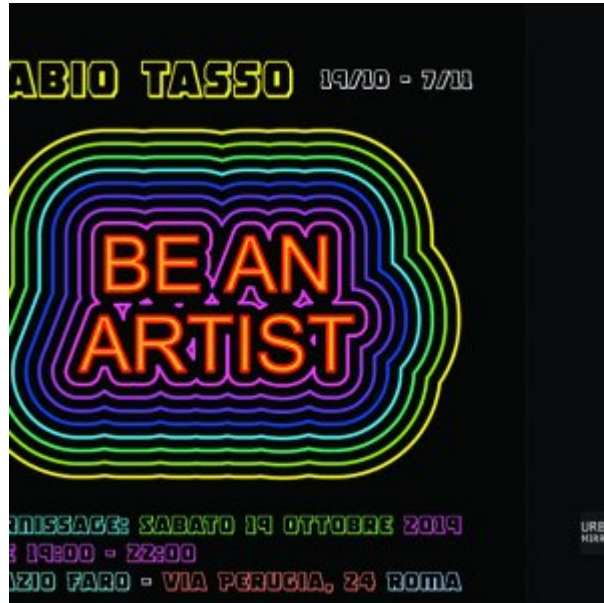 ABIO TASSO 19/10 - 7/11
BE AN
ARTIST
RNISSAGE: SABATO 19 OTTOBRE 2019
E 19:00 - 22:00
AZIO FARO - VIA PERUGIA, 24 ROMA
URB